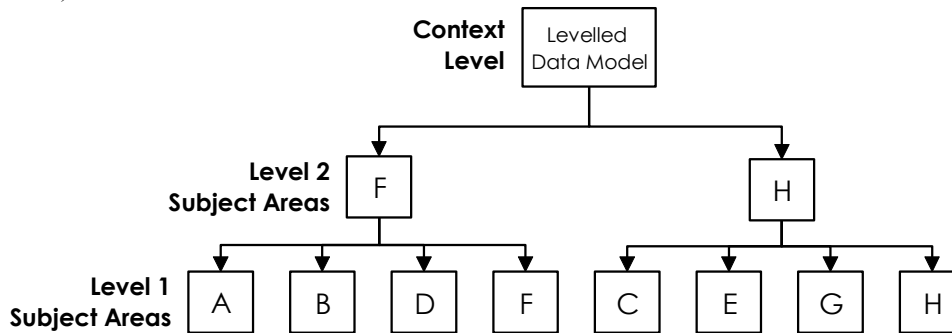 Context
Level
Levelled
Data Model
Level 2
Subject Areas
F
H
Level 1
Subject Areas
A
B
D
F
C
E
G
H